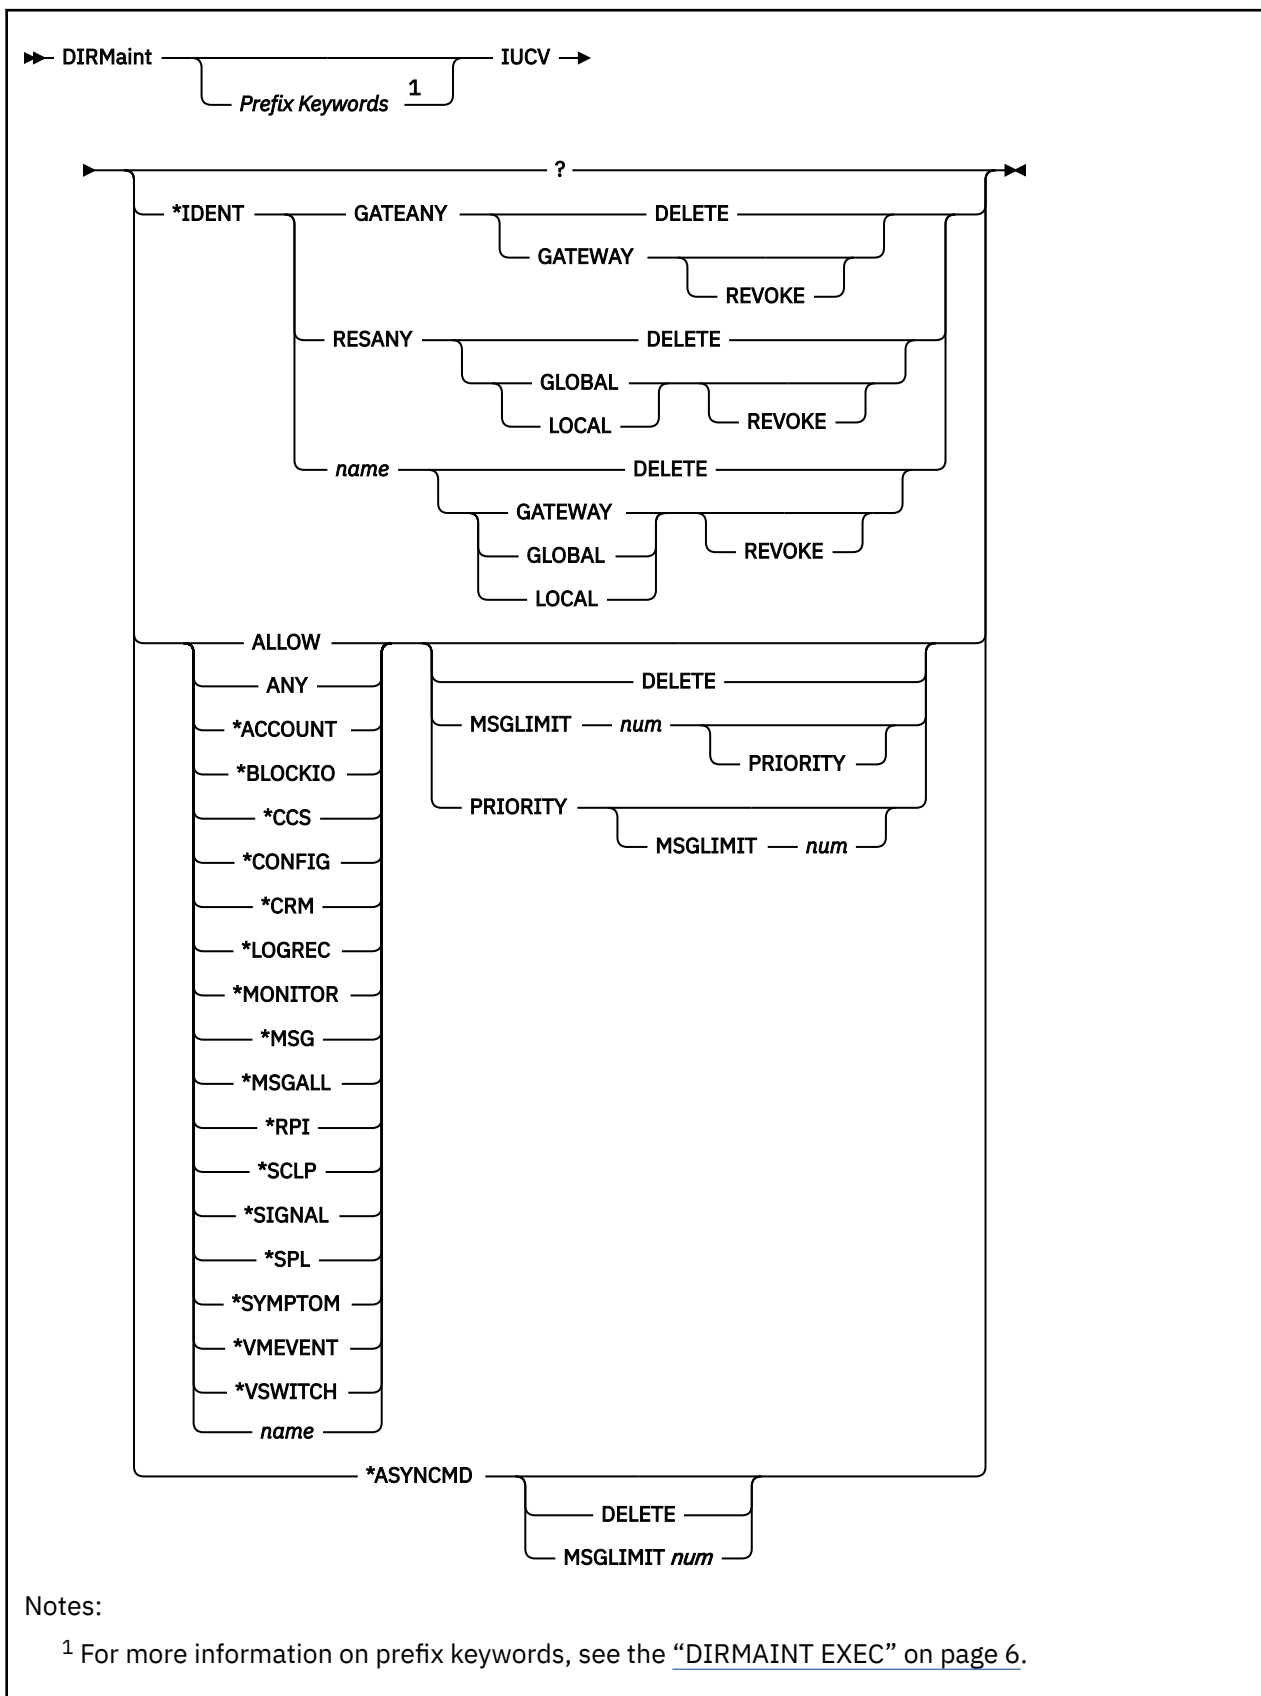 DIRMaint IUCV
Prefix Keywords 1
?
*IDENT GATEANY DELETE
GATEWAY
REVOKE
RESANY DELETE
GLOBAL
LOCAL REVOKE
name DELETE
GATEWAY
GLOBAL REVOKE
LOCAL
ALLOW
ANY DELETE
*ACCOUNT MSGLIMIT num
*BLOCKIO PRIORITY
*CCS PRIORITY
*CONFIG MSGLIMIT num
*CRM
*LOGREC
*MONITOR
*MSG
*MSGALL
*RPI
*SCLP
*SIGNAL
*SPL
*SYMPTOM
*VMEVENT
*VSWITCH
name
*ASYNCMD
DELETE
MSGLIMIT num
Notes:
1 For more information on prefix keywords, see the “DIRMAINT EXEC” on page 6.